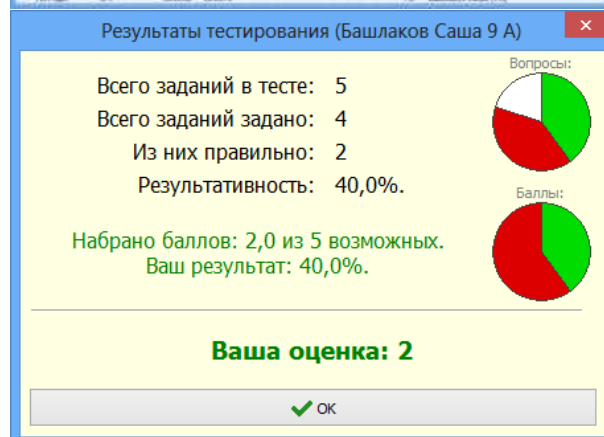 Результаты тестирования (Башлаков Саша 9 А)
Вопросы:
Всего заданий в тесте: 5
Всего заданий задано: 4
Из них правильно: 2
Результативность: 40,0%.
Баллы:
Набрано баллов: 2,0 из 5 возможных.
Ваш результат: 40,0%.
Ваша оценка: 2
ОК